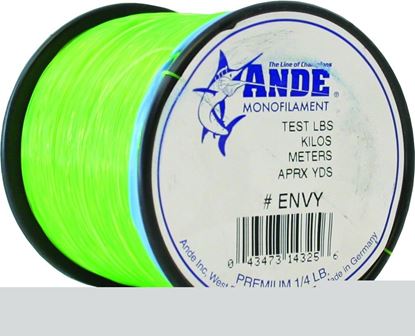 The Line of Champions
ANDE®
MONOFILAMENT
TEST LBS
KILOS
METERS
APRX YDS
# ENVY
0 43473 14325 6
PREMIUM 1/4 LB.
Ande Inc, West
Made in Germany